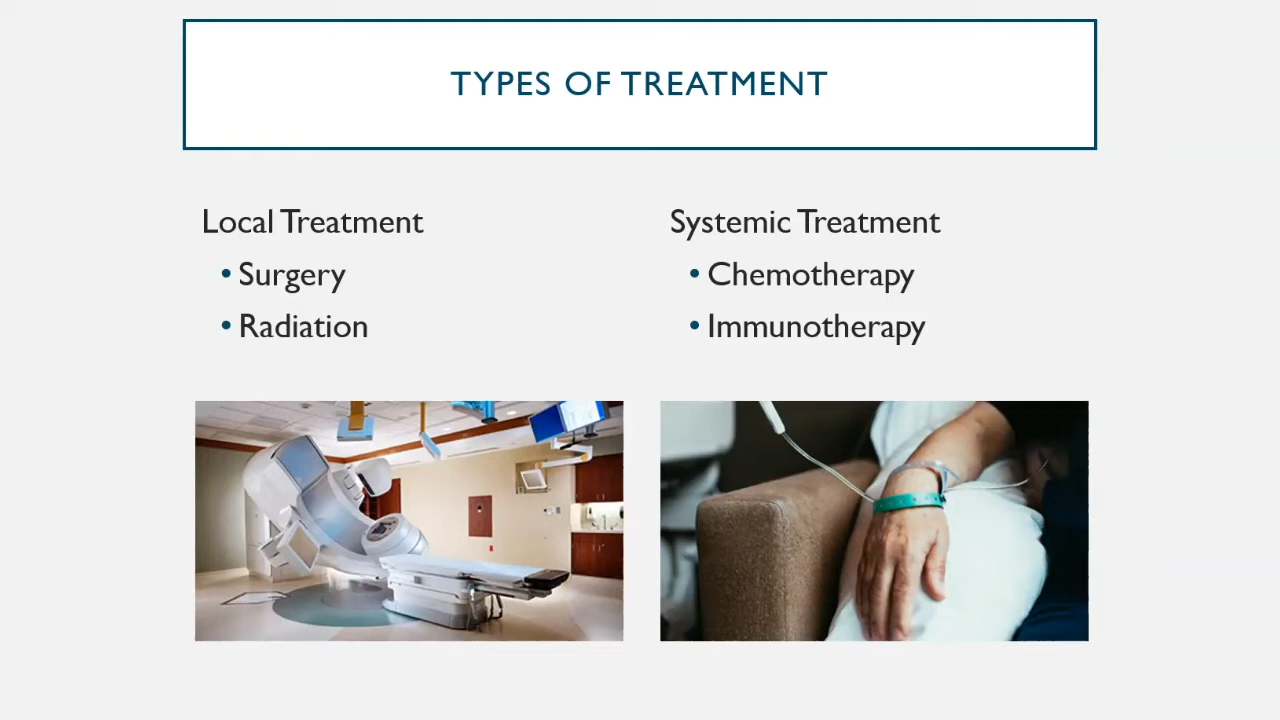 TYPES OF TREATMENT
Local Treatment
• Surgery
• Radiation
Systemic Treatment
• Chemotherapy
• Immunotherapy